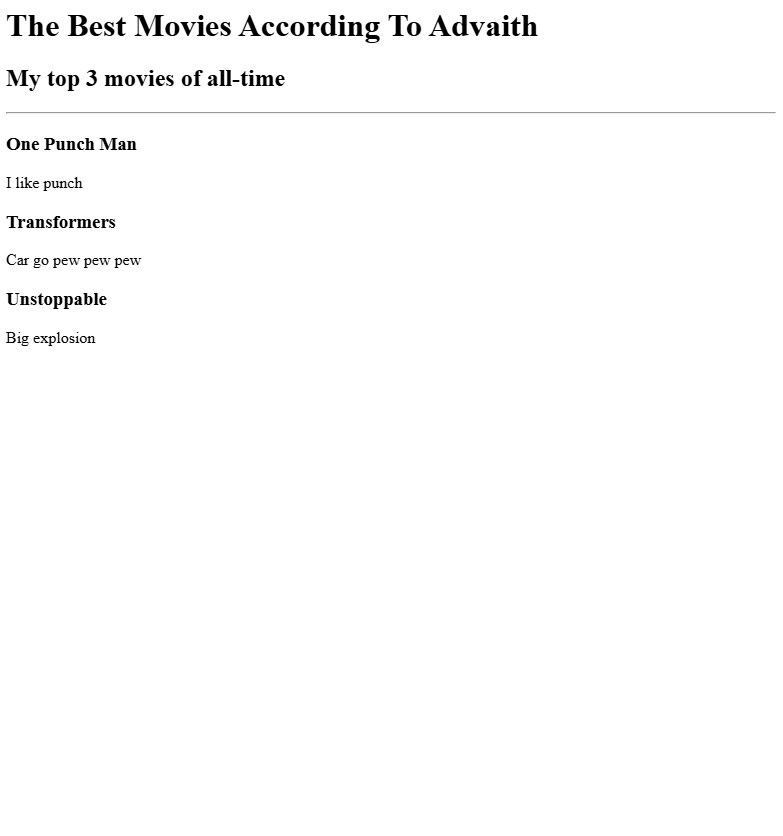 The Best Movies According To Advaith
My top 3 movies of all-time
One Punch Man
I like punch
Transformers
Car go pew pew pew
Unstoppable
Big explosion